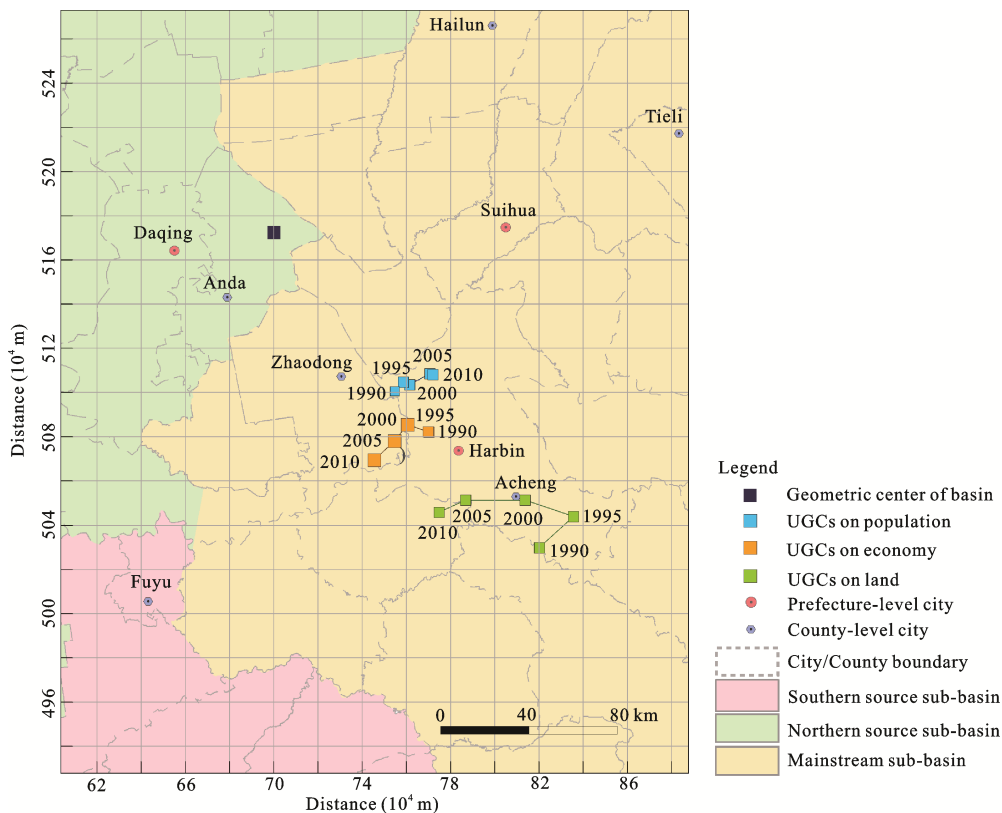 Hailun
524
Tieli
520
Suihua
Daqing
516
Anda
512
2005
Zhaodong
1995
2010
1990
2000
Distance (10⁴ m)
2000
1995
508
2005
1990
2010
Harbin
Acheng
504
2005
2000
1995
2010
1990
Fuyu
500
496
0 40 80 km
62 66 70 74 78 82 86
Distance (10⁴ m)
Legend
Geometric center of basin
UGCs on population
UGCs on economy
UGCs on land
Prefecture-level city
County-level city
City/County boundary
Southern source sub-basin
Northern source sub-basin
Mainstream sub-basin